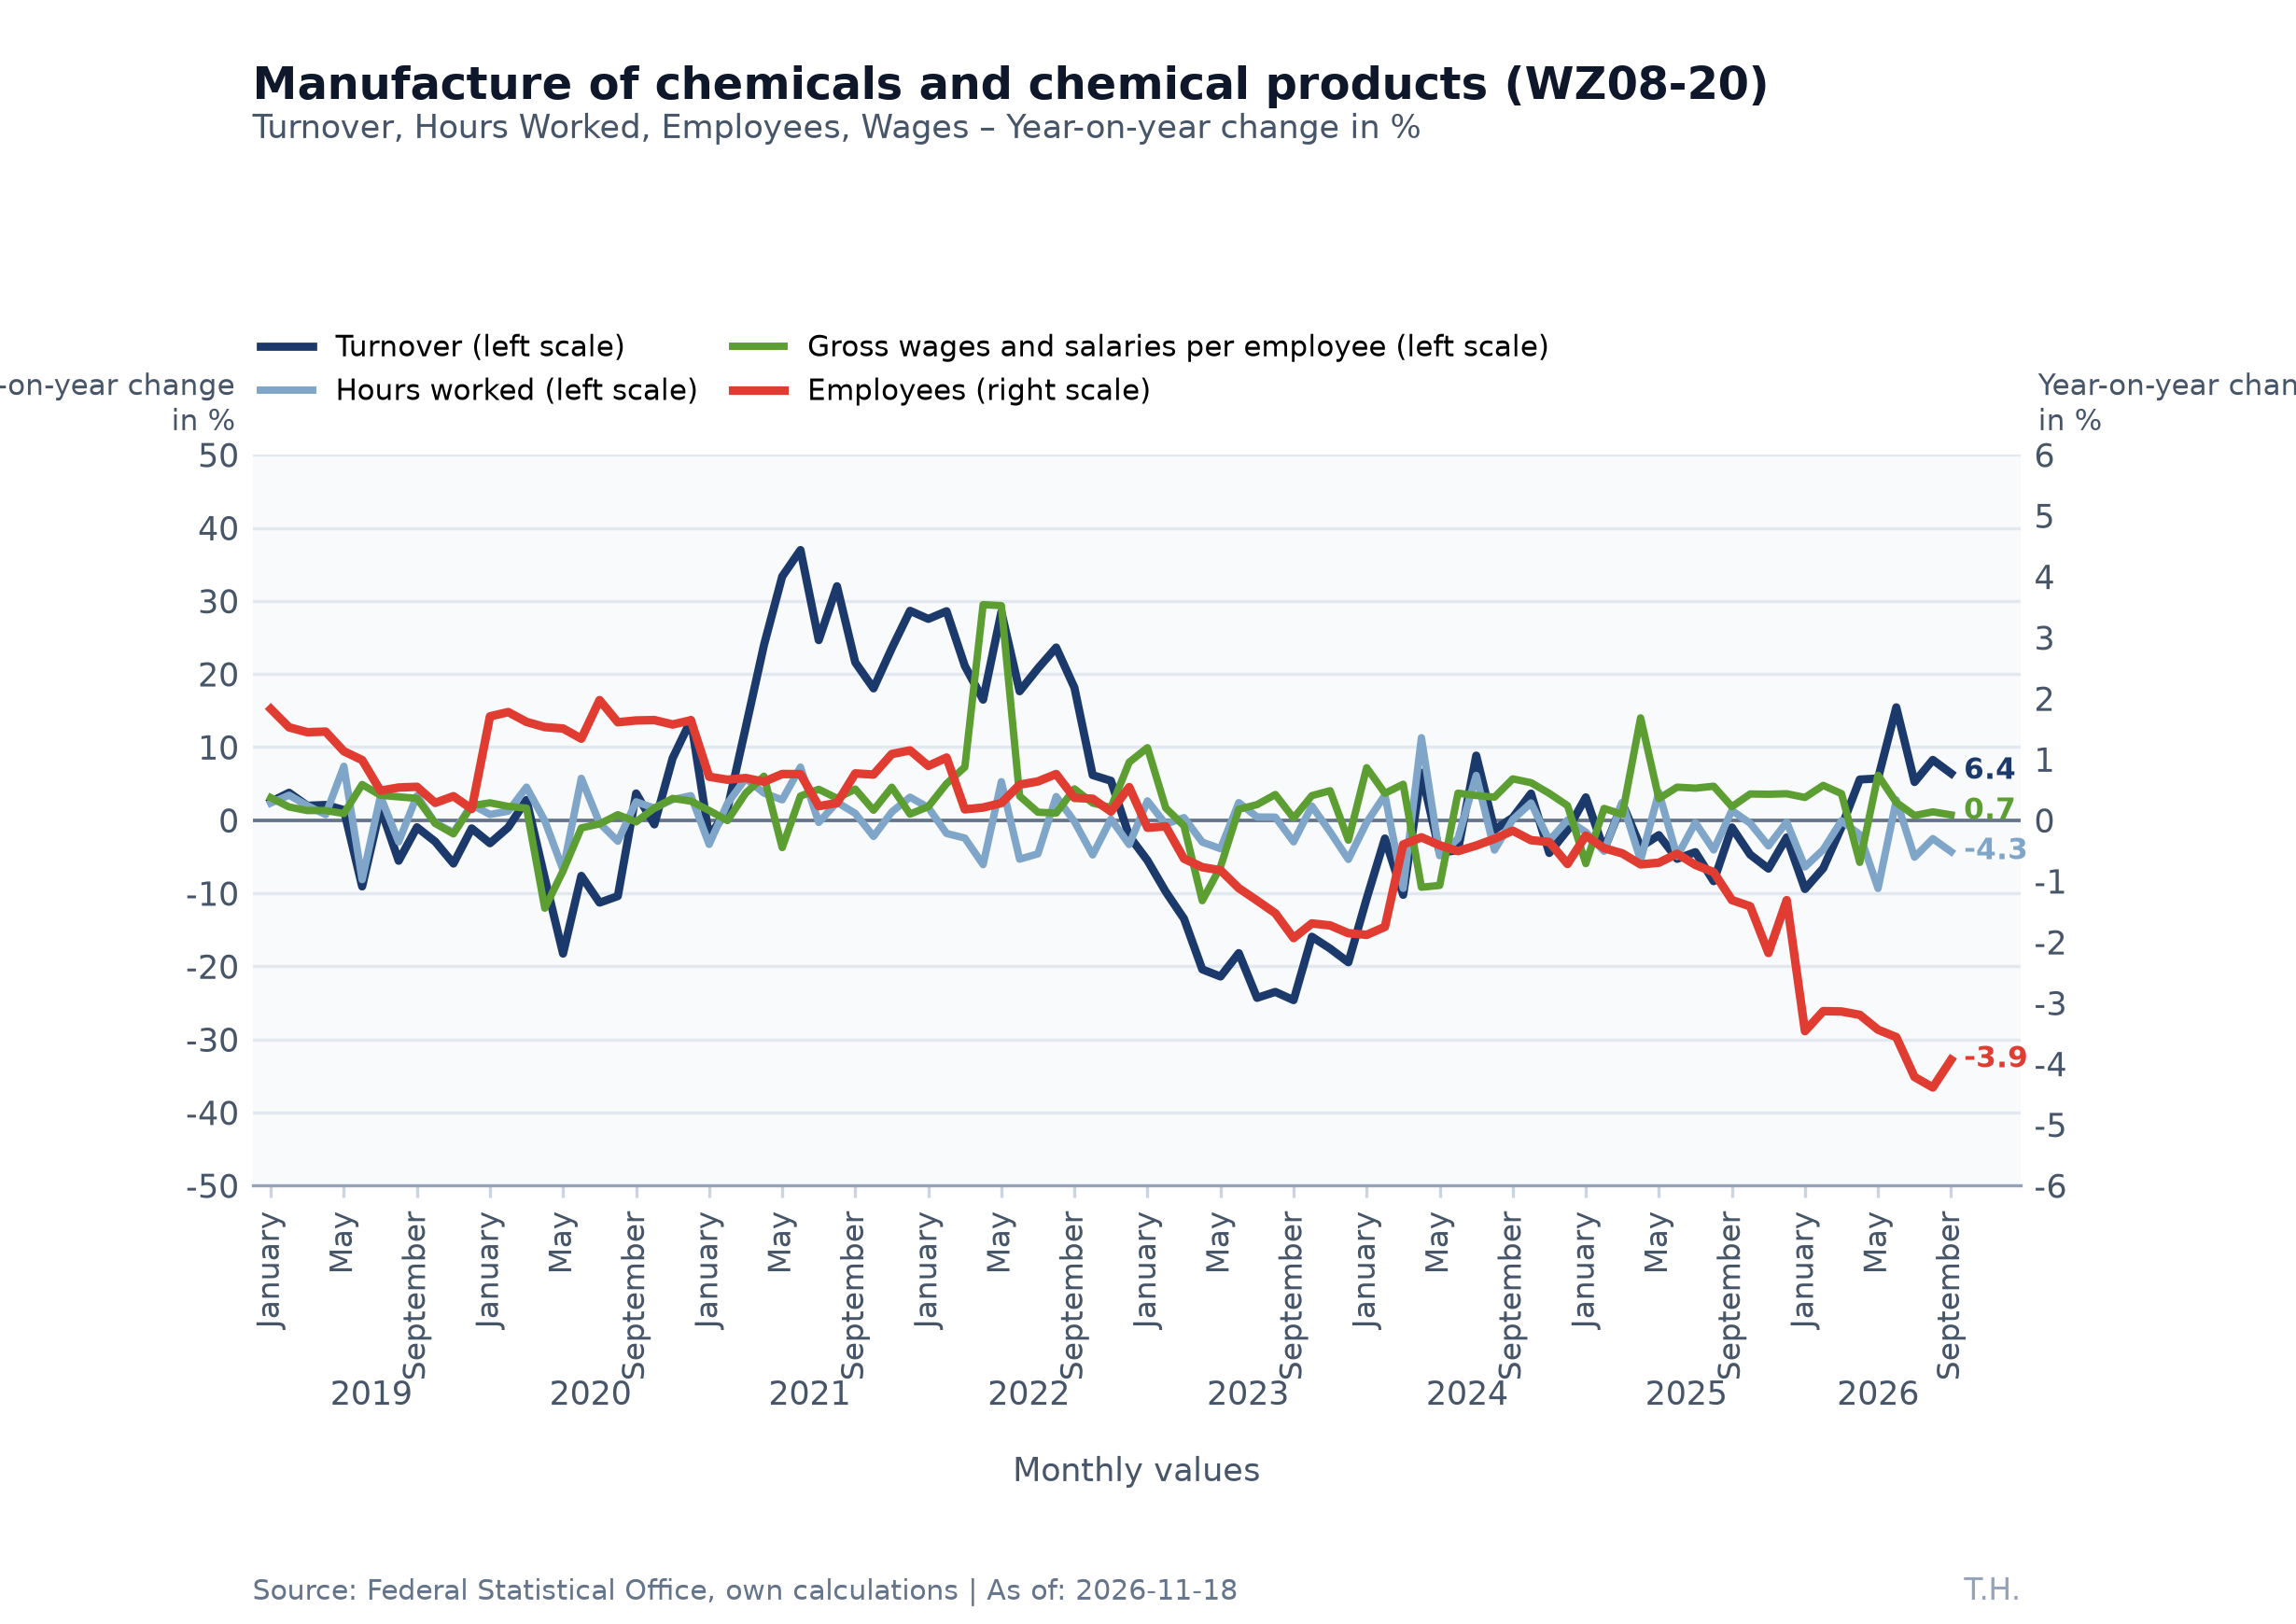 Manufacture of chemicals and chemical products (WZ08-20)
Turnover, Hours Worked, Employees, Wages – Year-on-year change in %
Turnover (left scale)
Gross wages and salaries per employee (left scale)
Hours worked (left scale)
Employees (right scale)
-on-year change
in %
Year-on-year chan
in %
50
40
30
20
10
0
-10
-20
-30
-40
-50
6
5
4
3
2
1
0
-1
-2
-3
-4
-5
-6
6.4
0.7
-4.3
-3.9
January
May
September
January
May
September
January
May
September
January
May
September
January
May
September
January
May
September
January
May
September
January
May
September
2019
2020
2021
2022
2023
2024
2025
2026
Monthly values
Source: Federal Statistical Office, own calculations | As of: 2026-11-18
T.H.